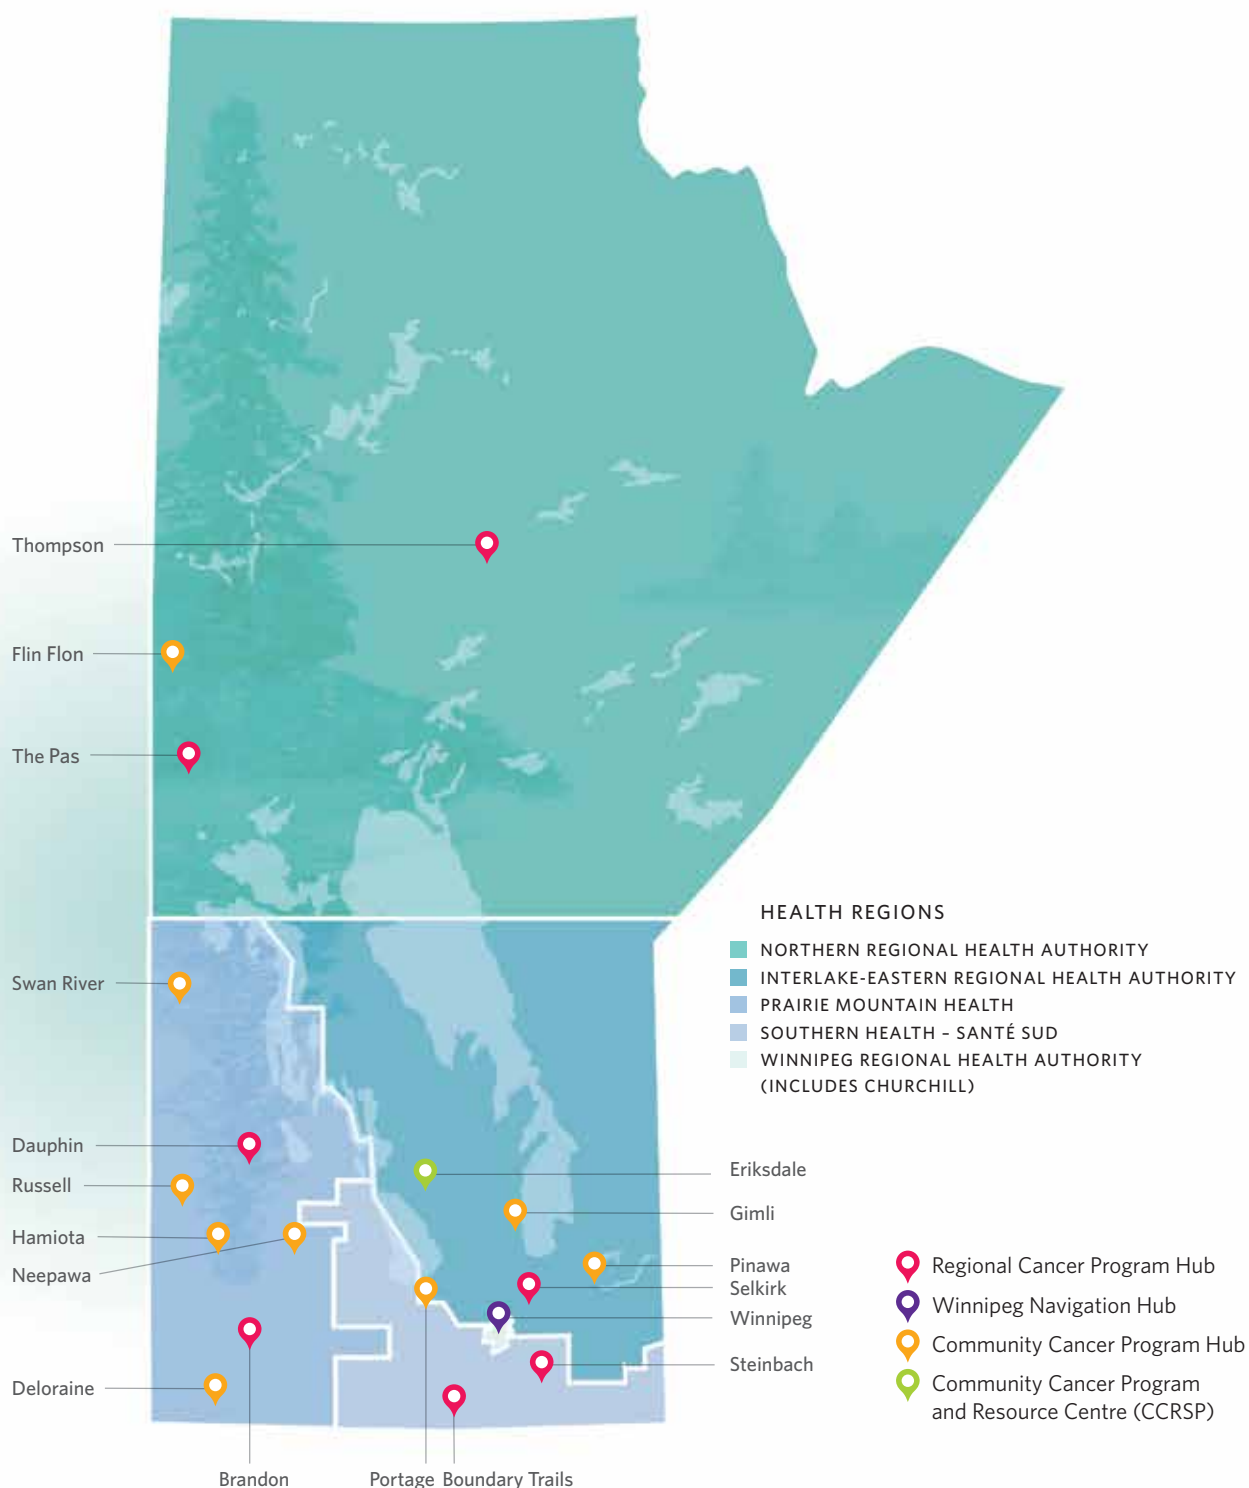 Thompson
Flin Flon
The Pas
HEALTH REGIONS
NORTHERN REGIONAL HEALTH AUTHORITY
INTERLAKE-EASTERN REGIONAL HEALTH AUTHORITY
PRAIRIE MOUNTAIN HEALTH
SOUTHERN HEALTH – SANTÉ SUD
WINNIPEG REGIONAL HEALTH AUTHORITY
(INCLUDES CHURCHILL)
Swan River
Dauphin
Russell
Hamiota
Neepawa
Deloraine
Brandon
Portage
Boundary Trails
Eriksdale
Gimli
Pinawa
Selkirk
Winnipeg
Steinbach
Regional Cancer Program Hub
Winnipeg Navigation Hub
Community Cancer Program Hub
Community Cancer Program
and Resource Centre (CCRSP)